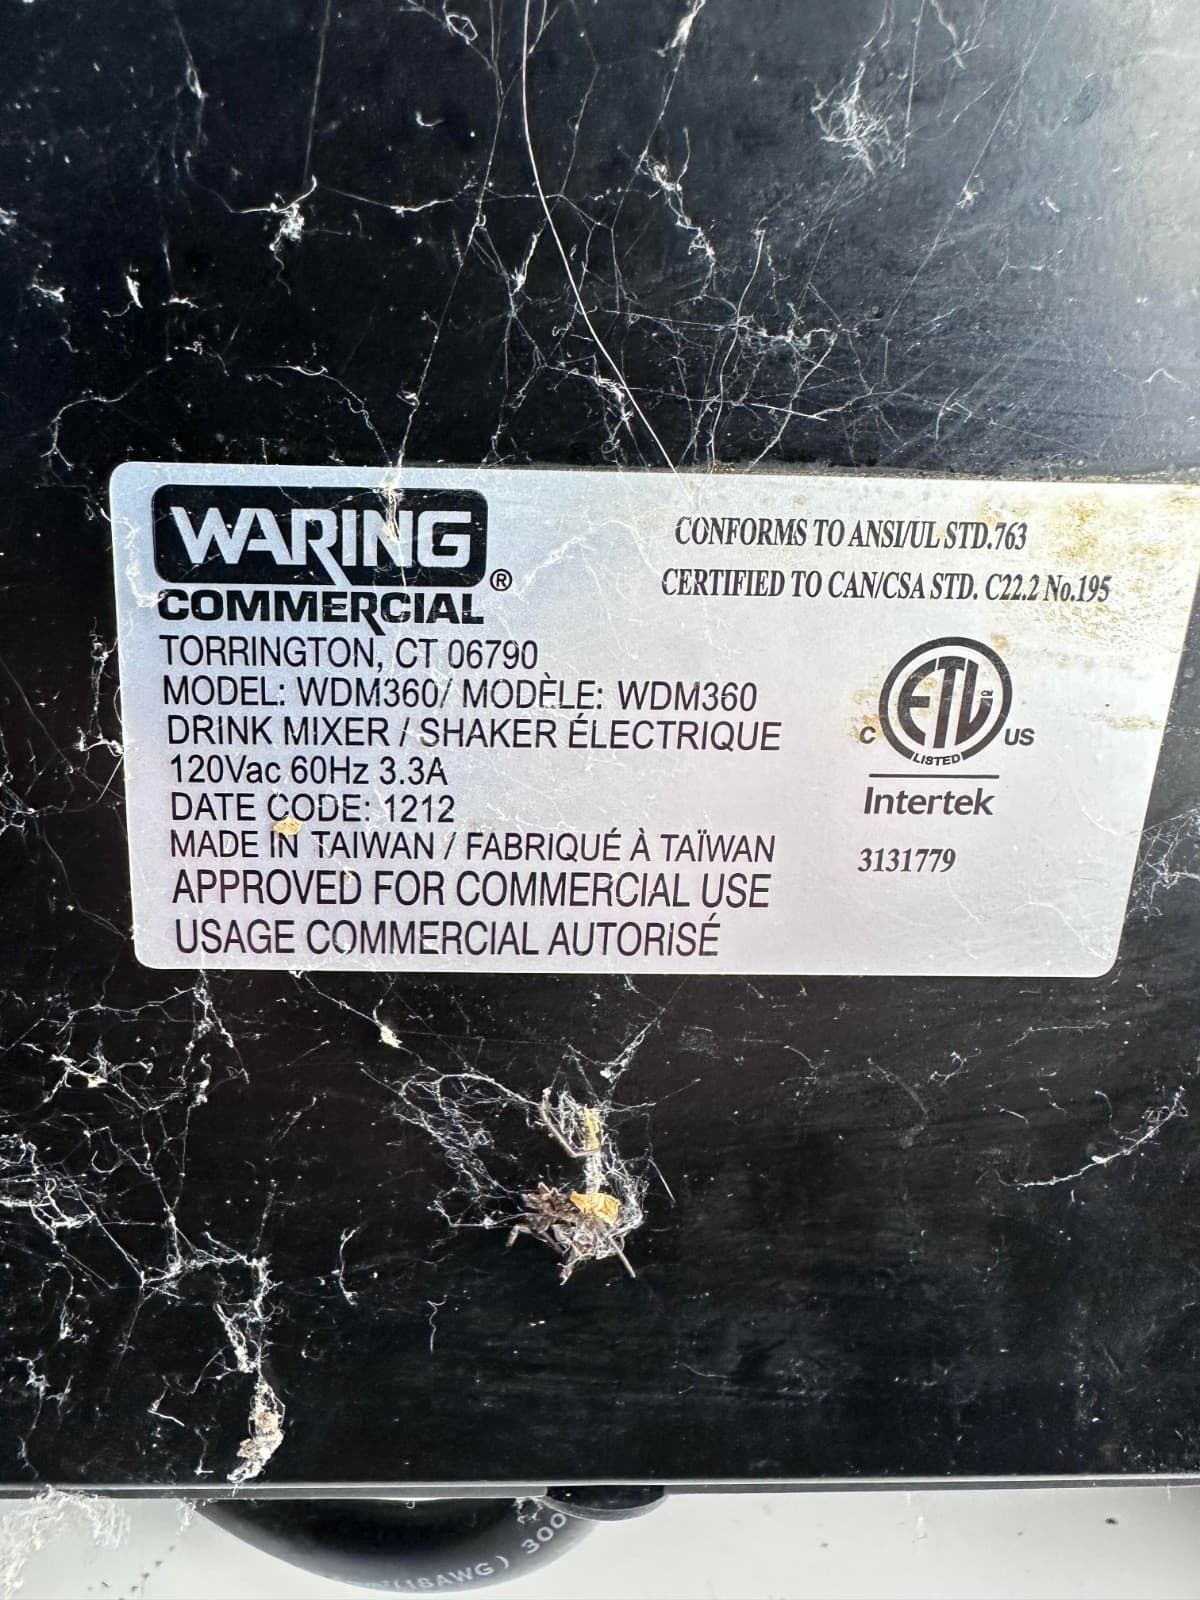 WARING
COMMERCIAL®
TORRINGTON, CT 06790
MODEL: WDM360/ MODÈLE: WDM360
DRINK MIXER / SHAKER ÉLECTRIQUE
120Vac 60Hz 3.3A
DATE CODE: 1212
MADE IN TAIWAN / FABRIQUÉ À TAÏWAN
APPROVED FOR COMMERCIAL USE
USAGE COMMERCIAL AUTORISÉ
CONFORMS TO ANSI/UL STD.763
CERTIFIED TO CAN/CSA STD. C22.2 No.195
C ETL US
LISTED
Intertek
3131779
(18AWG) 300